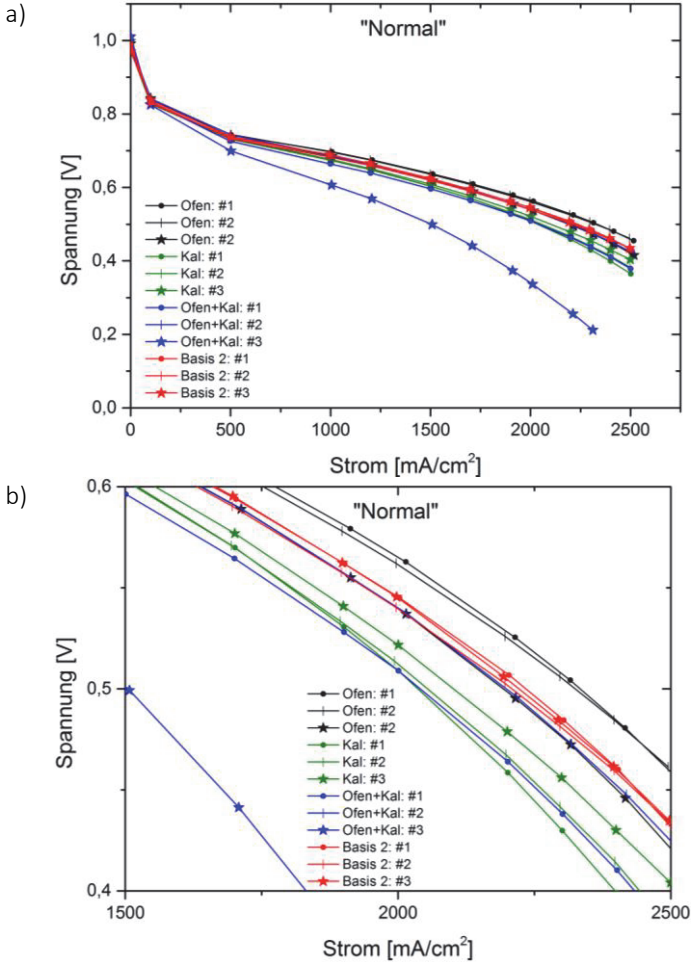 a)
"Normal"
1,0
0,8
0,6
0,4
0,2
0,0
Spannung [V]
Ofen: #1
Ofen: #2
Ofen: #2
Kal: #1
Kal: #2
Kal: #3
Ofen+Kal: #1
Ofen+Kal: #2
Ofen+Kal: #3
Basis 2: #1
Basis 2: #2
Basis 2: #3
0 500 1000 1500 2000 2500
Strom [mA/cm²]
b)
"Normal"
0,6
0,5
0,4
Spannung [V]
Ofen: #1
Ofen: #2
Ofen: #2
Kal: #1
Kal: #2
Kal: #3
Ofen+Kal: #1
Ofen+Kal: #2
Ofen+Kal: #3
Basis 2: #1
Basis 2: #2
Basis 2: #3
1500 2000 2500
Strom [mA/cm²]